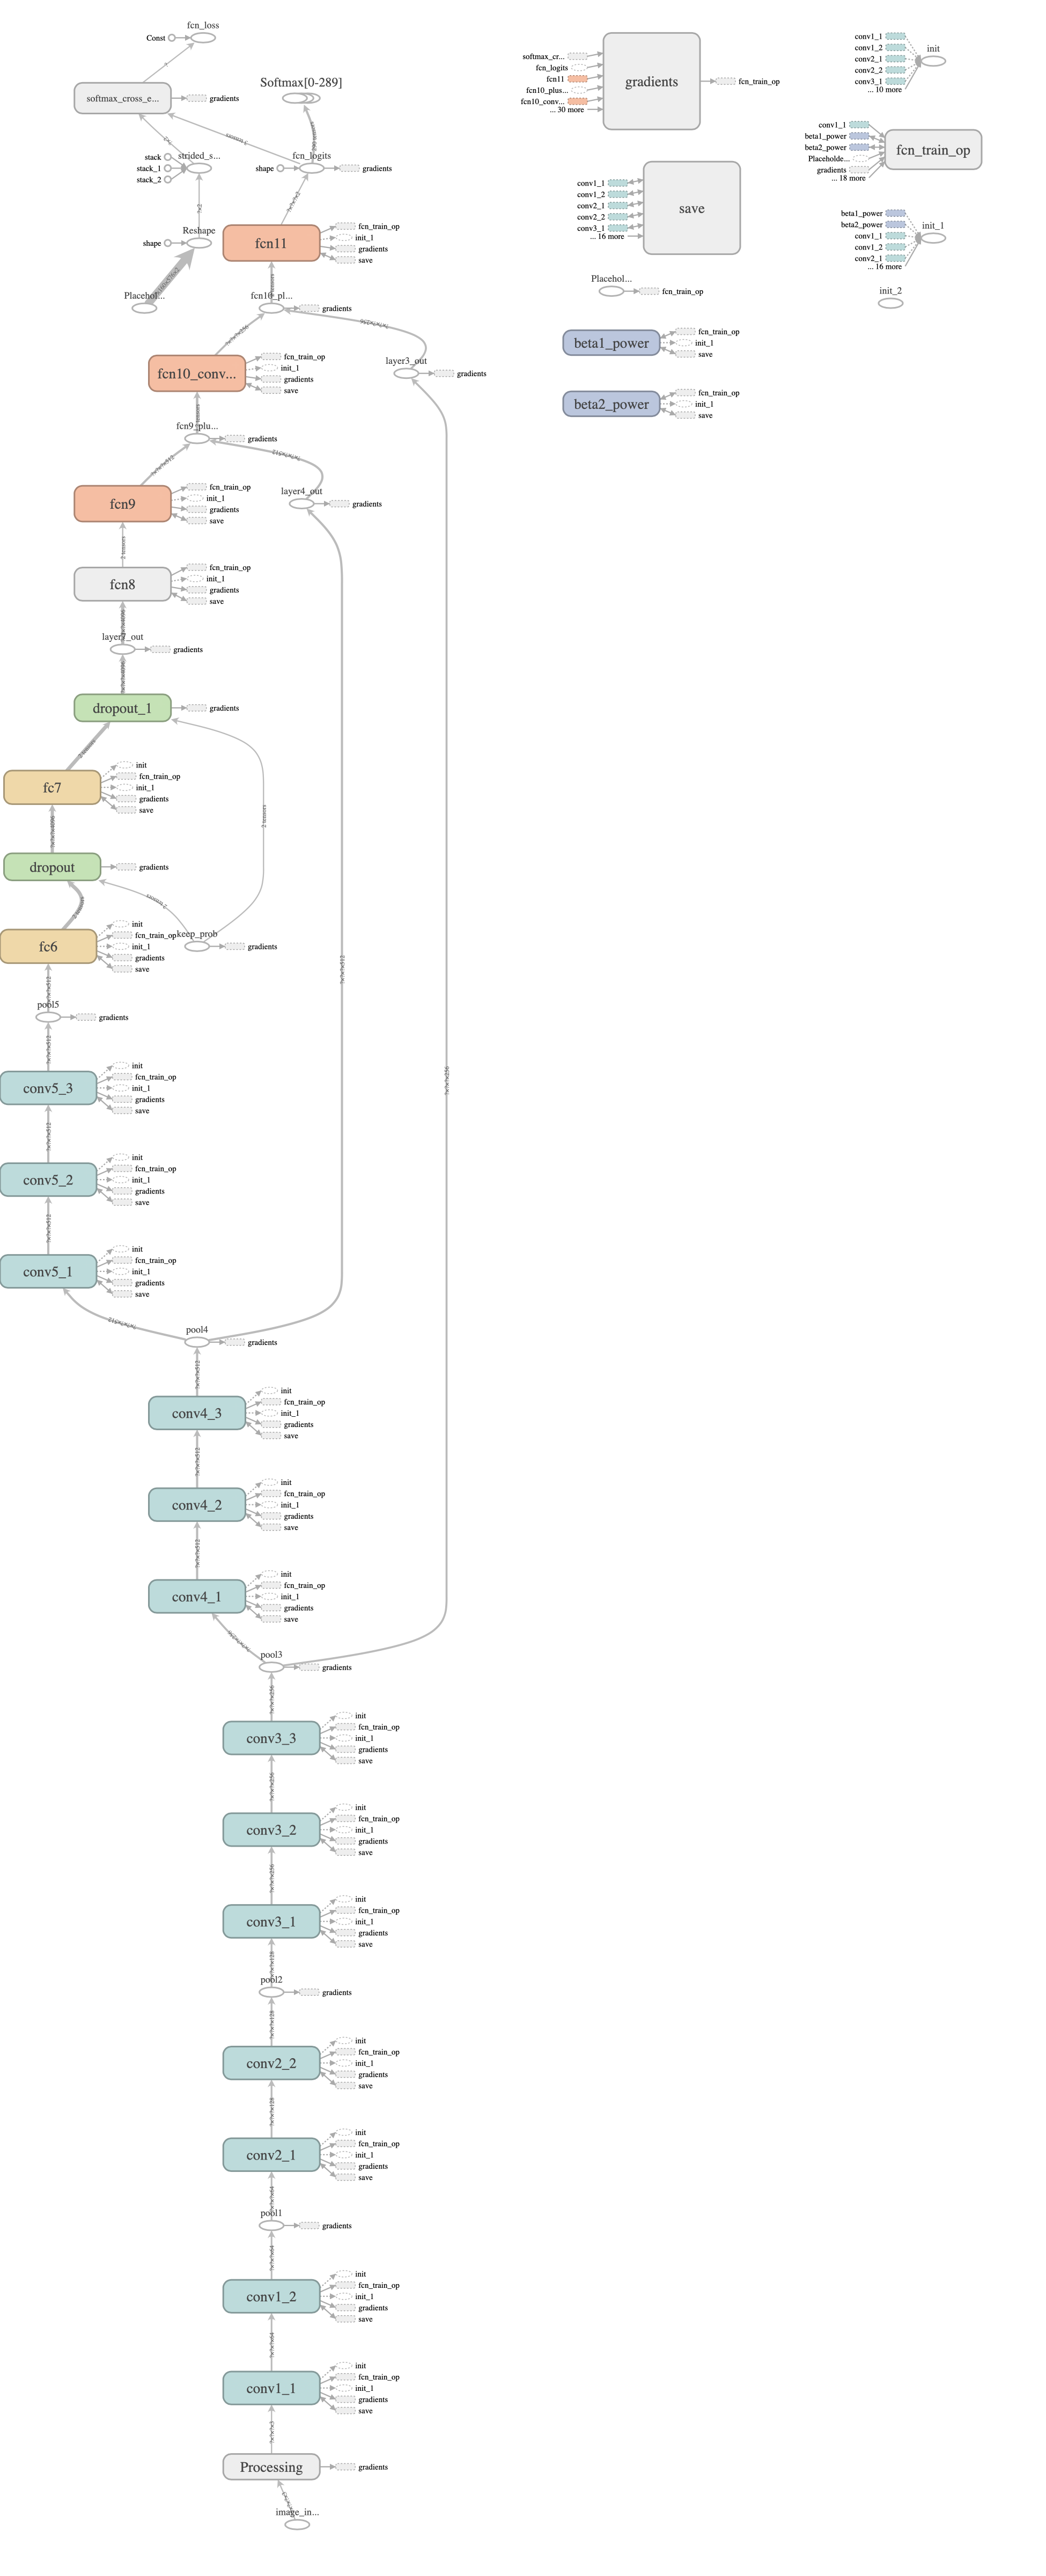 fcn_loss
Const
softmax_cross_e...
gradients
Softmax[0-289]
stack
stack_1
stack_2
strided_s...
fcn_logits
shape
gradients
Reshape
shape
fcn11
fcn_train_op
init_1
gradients
save
Placehol...
fcn10_pl...
gradients
fcn10_conv...
fcn_train_op
init_1
gradients
save
layer3_out
gradients
fcn9_plu...
gradients
fcn9
fcn_train_op
init_1
gradients
save
layer4_out
gradients
2 tensors
fcn8
fcn_train_op
init_1
gradients
save
layer7_out
gradients
dropout_1
gradients
2 tensors
fc7
init
fcn_train_op
init_1
gradients
save
2 tensors
dropout
gradients
2 tensors
2 tensors
fc6
init
fcn_train_op
init_1
gradients
save
keep_prob
gradients
pool5
gradients
conv5_3
init
fcn_train_op
init_1
gradients
save
conv5_2
init
fcn_train_op
init_1
gradients
save
conv5_1
init
fcn_train_op
init_1
gradients
save
pool4
gradients
conv4_3
init
fcn_train_op
init_1
gradients
save
conv4_2
init
fcn_train_op
init_1
gradients
save
conv4_1
init
fcn_train_op
init_1
gradients
save
pool3
gradients
conv3_3
init
fcn_train_op
init_1
gradients
save
conv3_2
init
fcn_train_op
init_1
gradients
save
conv3_1
init
fcn_train_op
init_1
gradients
save
pool2
gradients
conv2_2
init
fcn_train_op
init_1
gradients
save
conv2_1
init
fcn_train_op
init_1
gradients
save
pool1
gradients
conv1_2
init
fcn_train_op
init_1
gradients
save
conv1_1
init
fcn_train_op
init_1
gradients
save
Processing
gradients
image_in...
softmax_cr...
fcn_logits
fcn11
fcn10_plus...
fcn10_conv...
... 30 more
gradients
fcn_train_op
conv1_1
conv1_2
conv2_1
conv2_2
conv3_1
... 16 more
save
Placehol...
fcn_train_op
beta1_power
fcn_train_op
init_1
save
beta2_power
fcn_train_op
init_1
save
conv1_1
conv1_2
conv2_1
conv2_2
conv3_1
... 10 more
init
conv1_1
beta1_power
beta2_power
Placeholde...
gradients
... 18 more
fcn_train_op
beta1_power
beta2_power
conv1_1
conv1_2
conv2_1
... 16 more
init_1
init_2